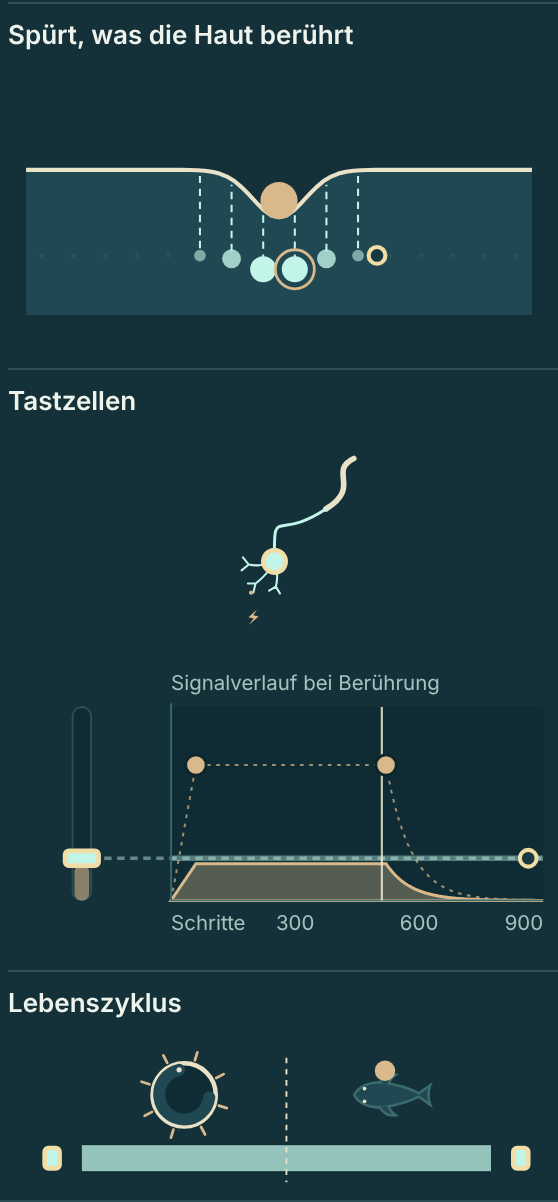 Spürt, was die Haut berührt
Tastzellen
Signalverlauf bei Berührung
Schritte 300 600 900
Lebenszyklus